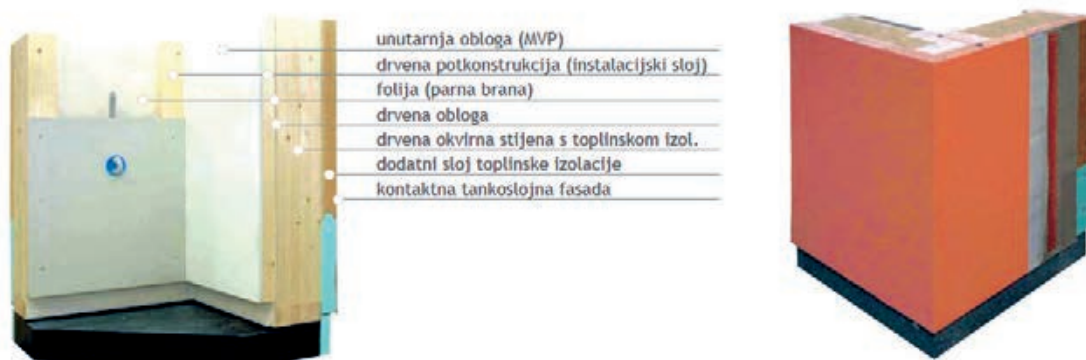 unutarnja obloga (MVP)
drvena potkonstrukcija (instalacijski sloj)
folija (parna brana)
drvena obloga
drvena okvirna stijena s toplinskom izol.
dodatni sloj toplinske izolacije
kontaktna tankoslojna fasada